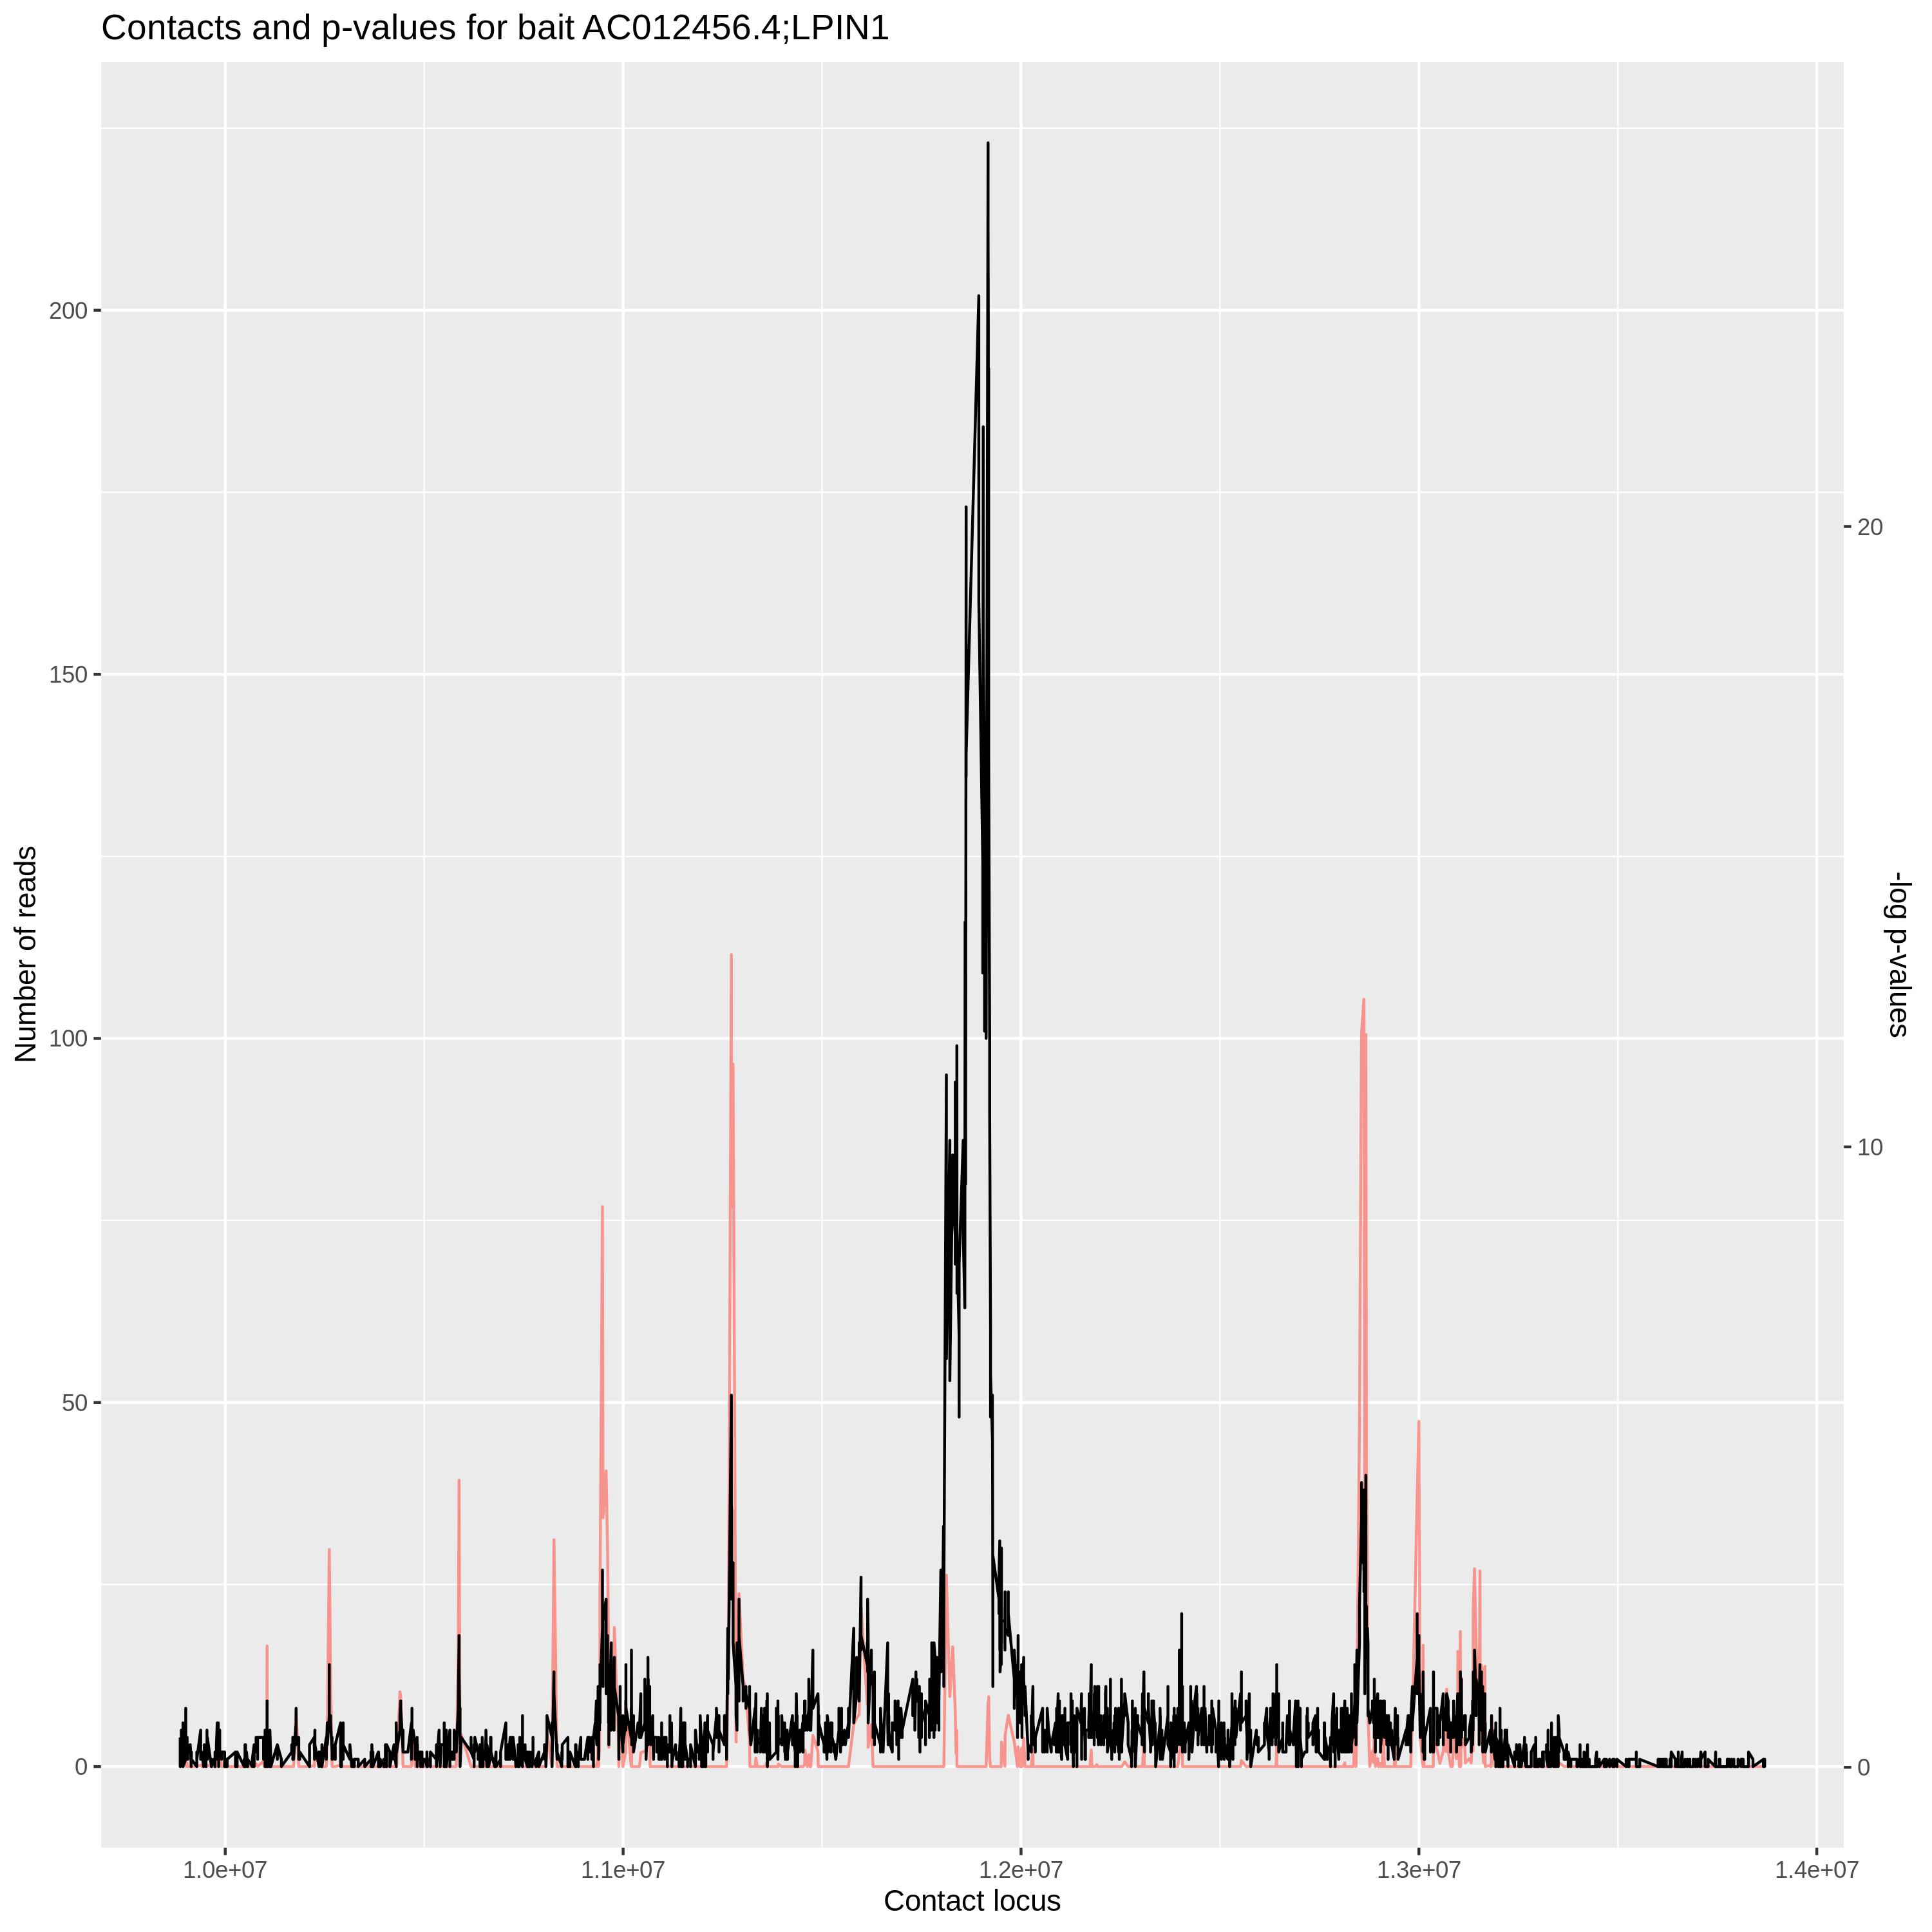 Contacts and p-values for bait AC012456.4;LPIN1
Number of reads
200
150
100
50
0
20
10
0
-log p-values
1.0e+07 1.1e+07 1.2e+07 1.3e+07 1.4e+07
Contact locus